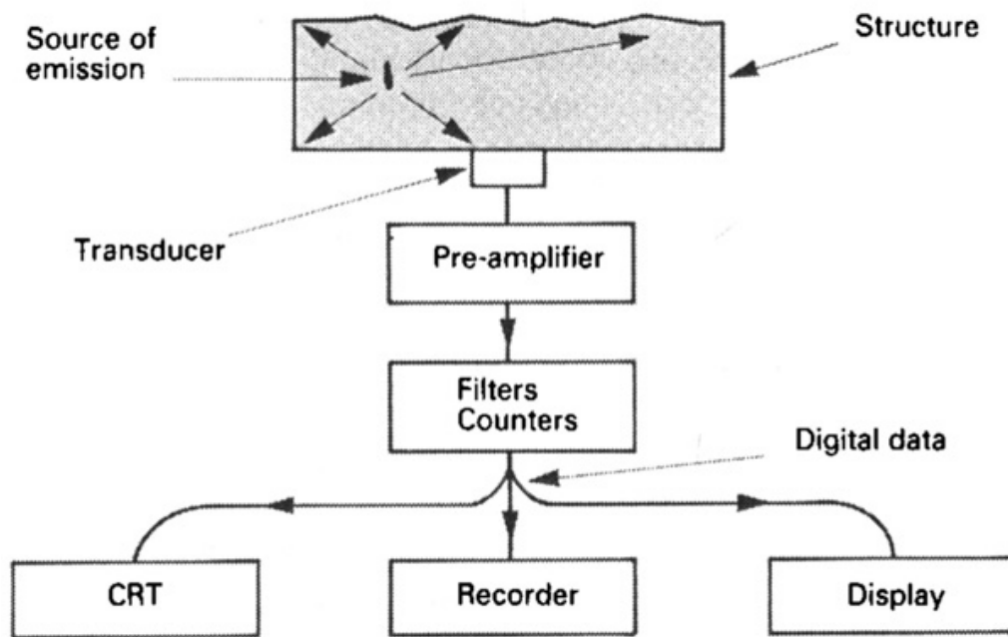 Source of
emission
Structure
Transducer
Pre-amplifier
Filters
Counters
Digital data
CRT
Recorder
Display